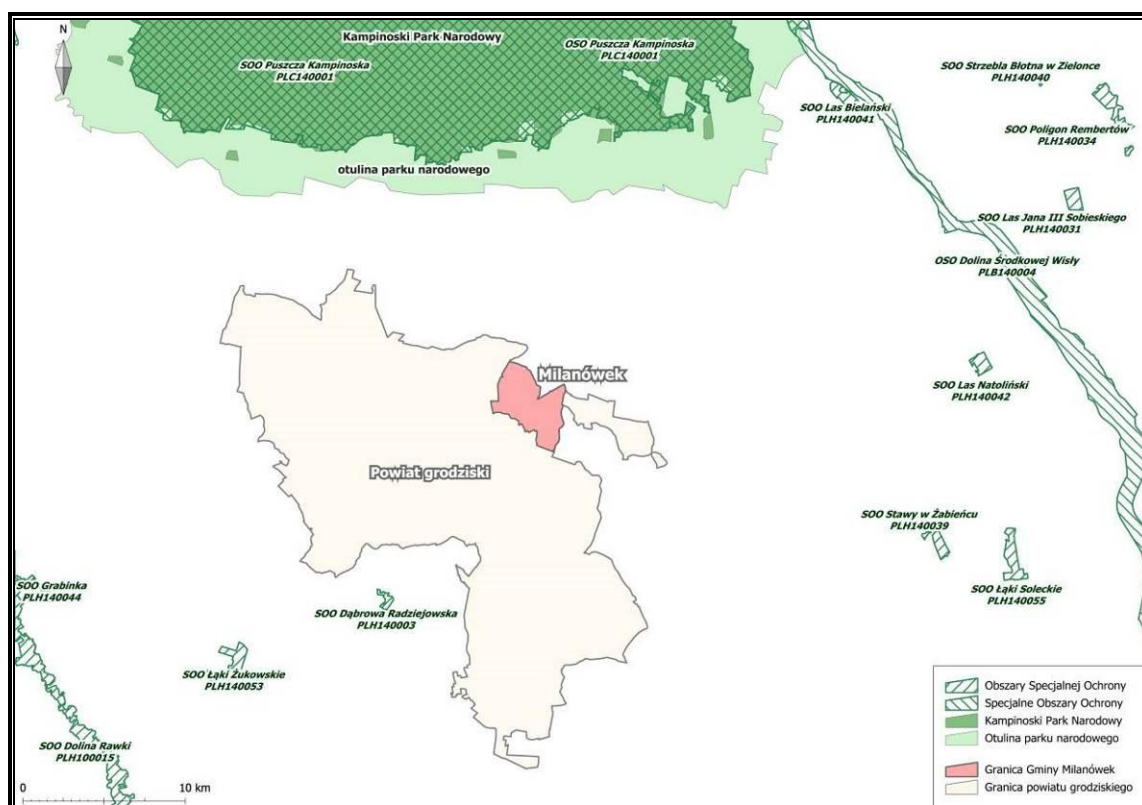 N
Kampinoski Park Narodowy
SOO Puszcza Kampinoska
PLC140001
OSO Puszcza Kampinoska
PLC140001
otulina parku narodowego
SOO Las Bielański
PLH140041
SOO Strzebla Błotna w Zielonce
PLH140040
SOO Poligon Rembertów
PLH140034
SOO Las Jana III Sobieskiego
PLH140031
OSO Dolina Środkowej Wisły
PLB140004
Milanówek
SOO Las Natoliński
PLH140042
Powiat grodziski
SOO Stawy w Żabieńcu
PLH140039
SOO Łąki Soleckie
PLH140055
SOO Grabinka
PLH140044
SOO Dąbrowa Radziejowska
PLH140003
SOO Łąki Żukowskie
PLH140053
SOO Dolina Rawki
PLH100015
0 10 km
Obszary Specjalnej Ochrony
Specjalne Obszary Ochrony
Kampinoski Park Narodowy
Otulina parku narodowego
Granica Gminy Milanówek
Granica powiatu grodziskiego